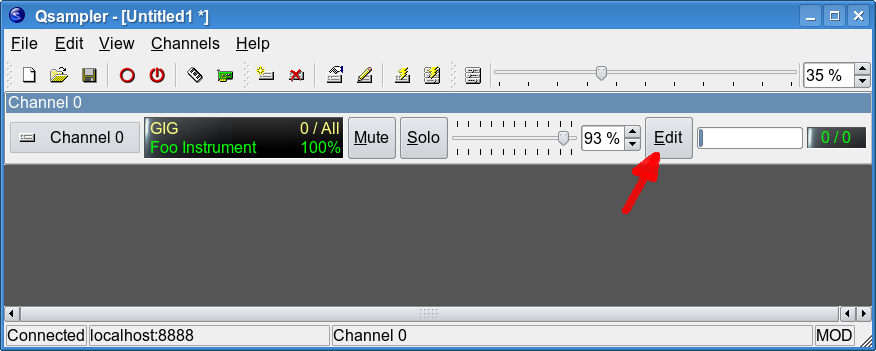 Qsampler - [Untitled1 *]
File Edit View Channels Help
35 %
Channel 0
Channel 0
GIG 0 / All
Foo Instrument 100%
Mute Solo 93 % Edit 0 / 0
Connected localhost:8888 Channel 0 MOD